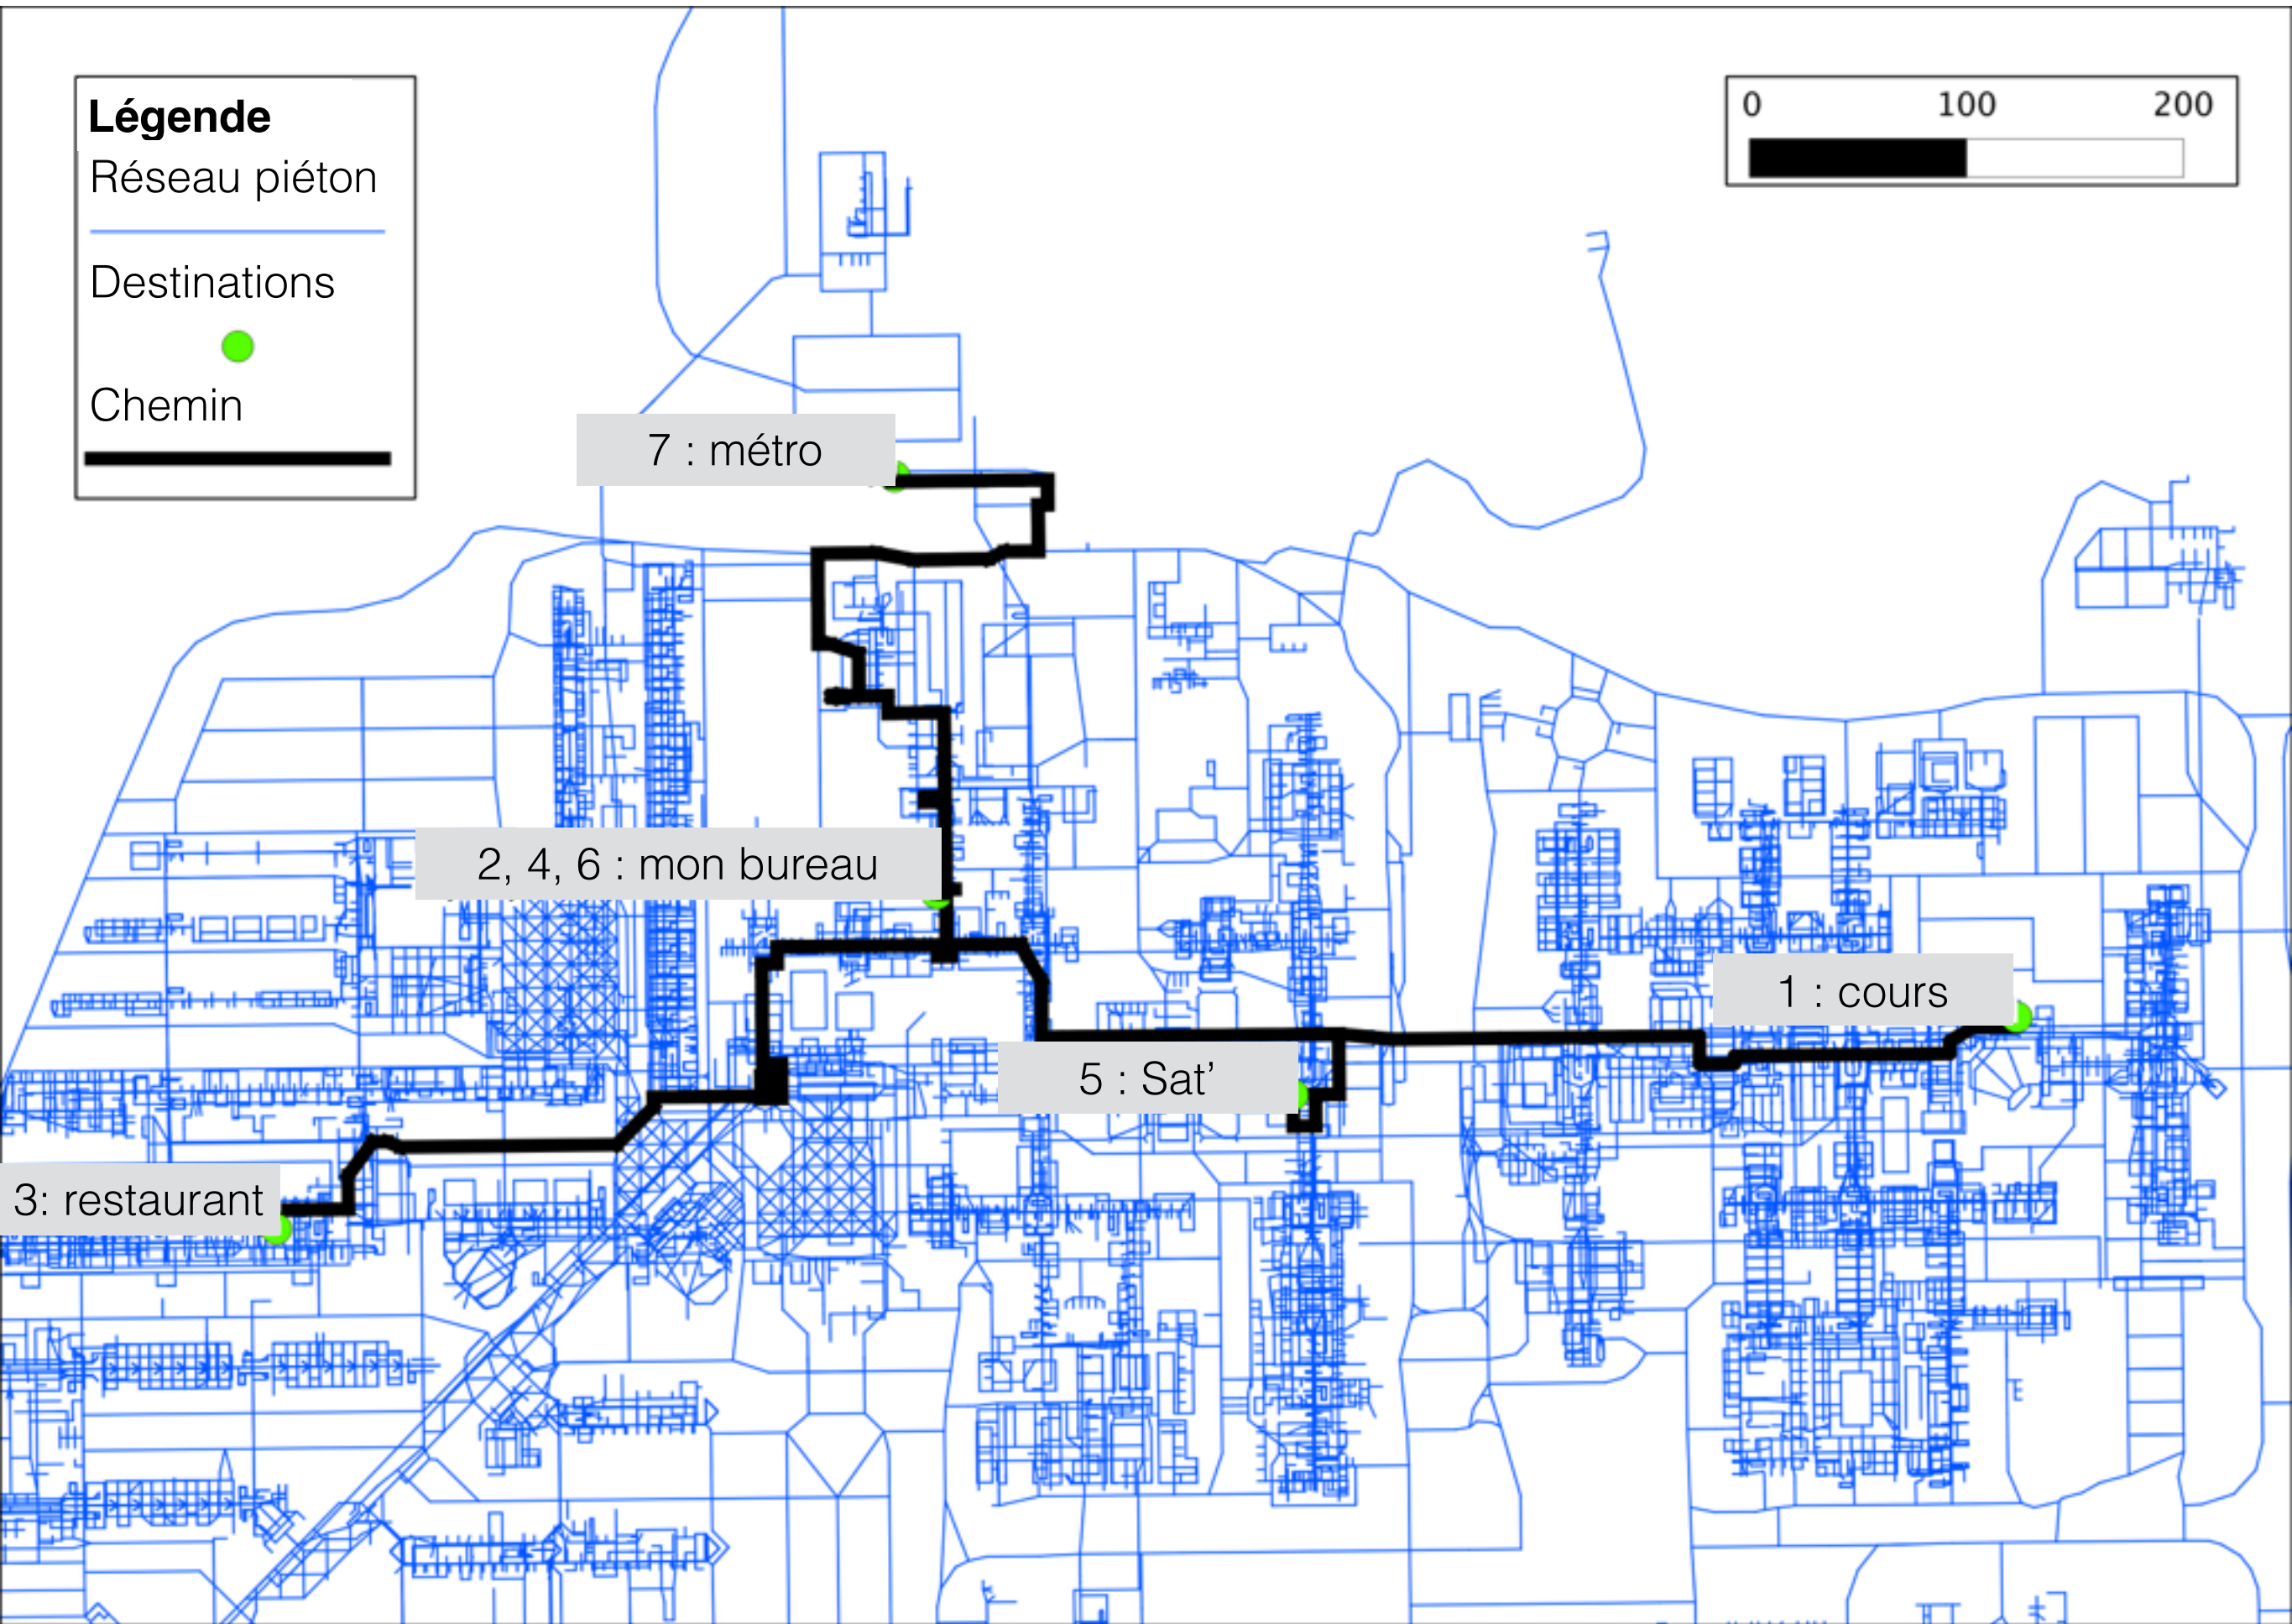 Légende
Réseau piéton
Destinations
Chemin
0 100 200
7 : métro
2, 4, 6 : mon bureau
1 : cours
5 : Sat’
3: restaurant